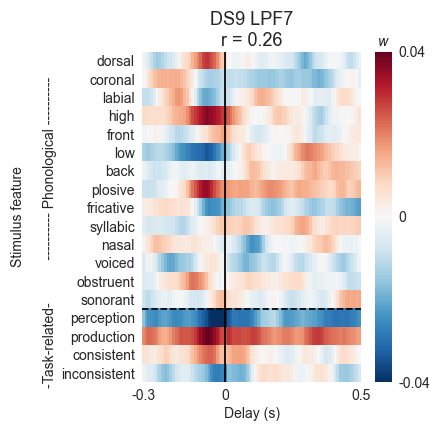 DS9 LPF7
r = 0.26
w
dorsal
coronal
labial
high
front
low
back
plosive
fricative
syllabic
nasal
voiced
obstruent
sonorant
perception
production
consistent
inconsistent
Stimulus feature
-Task-related-
----------- Phonological -----------
0.04
0
-0.04
-0.3
0
0.5
Delay (s)